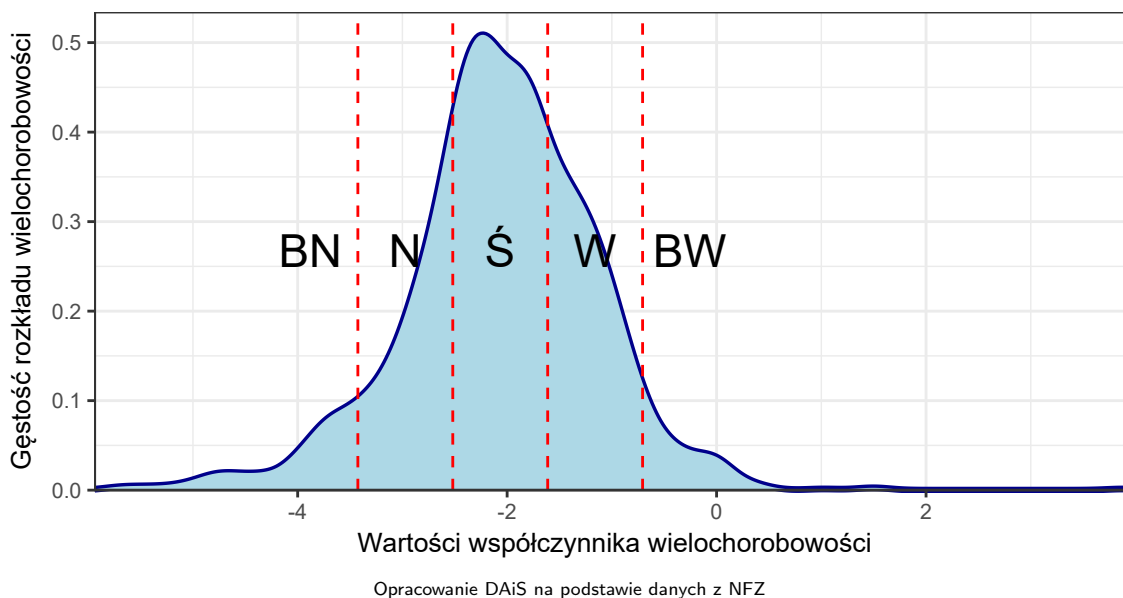 Gęstość rozkładu wielochorobowości
0.5
0.4
0.3
0.2
0.1
0.0
BN N Ś W BW
-4 -2 0 2
Wartości współczynnika wielochorobowości
Opracowanie DAiS na podstawie danych z NFZ